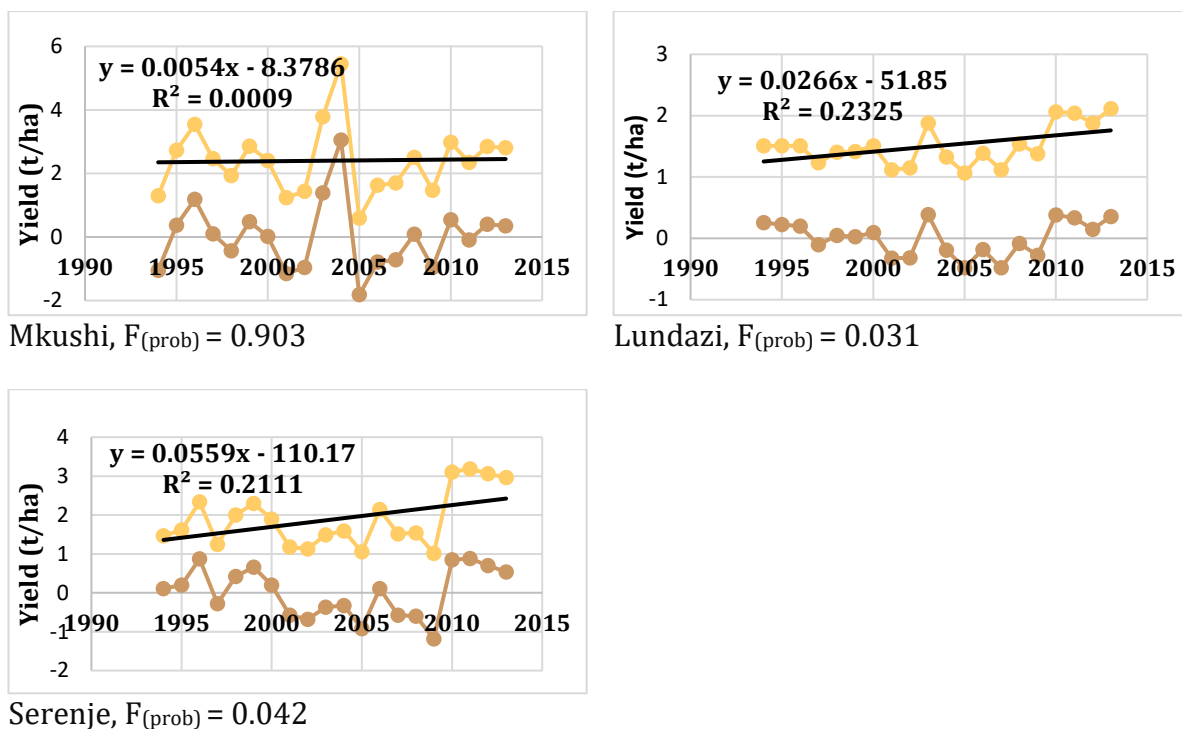 6
4
2
0
-2
Yield (t/ha)
y = 0.0054x - 8.3786
R² = 0.0009
1990 1995 2000 2005 2010 2015
Mkushi, F(prob) = 0.903
3
2
1
0
-1
Yield (t/ha)
y = 0.0266x - 51.85
R² = 0.2325
1990 1995 2000 2005 2010 2015
Lundazi, F(prob) = 0.031
4
3
2
1
0
-1
-2
Yield (t/ha)
y = 0.0559x - 110.17
R² = 0.2111
1990 1995 2000 2005 2010 2015
Serenje, F(prob) = 0.042